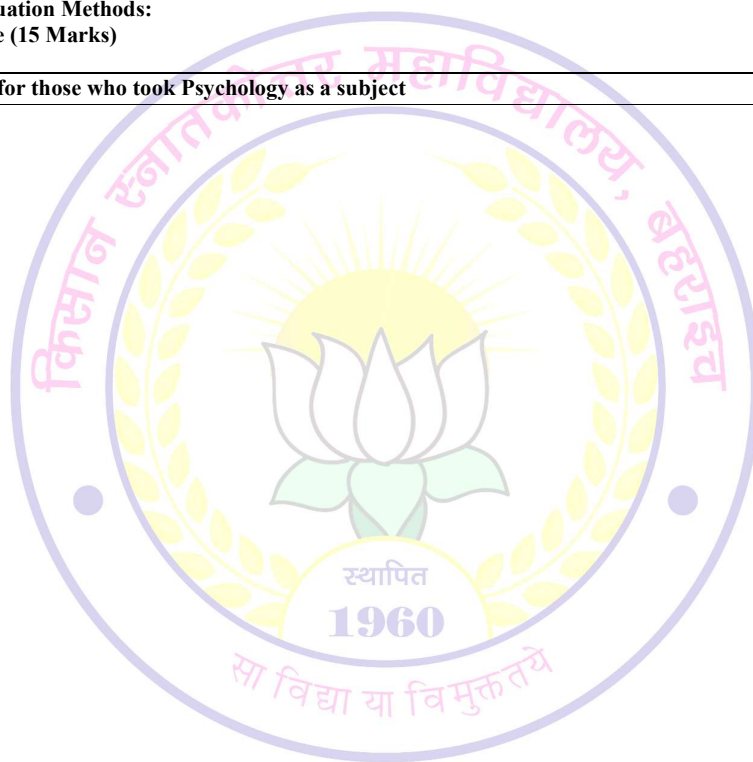 uation Methods:
e (15 Marks)
for those who took Psychology as a subject
किसान स्नातकोत्तर महाविद्यालय, बहराइच
स्थापित
1960
सा विद्या या विमुक्तये